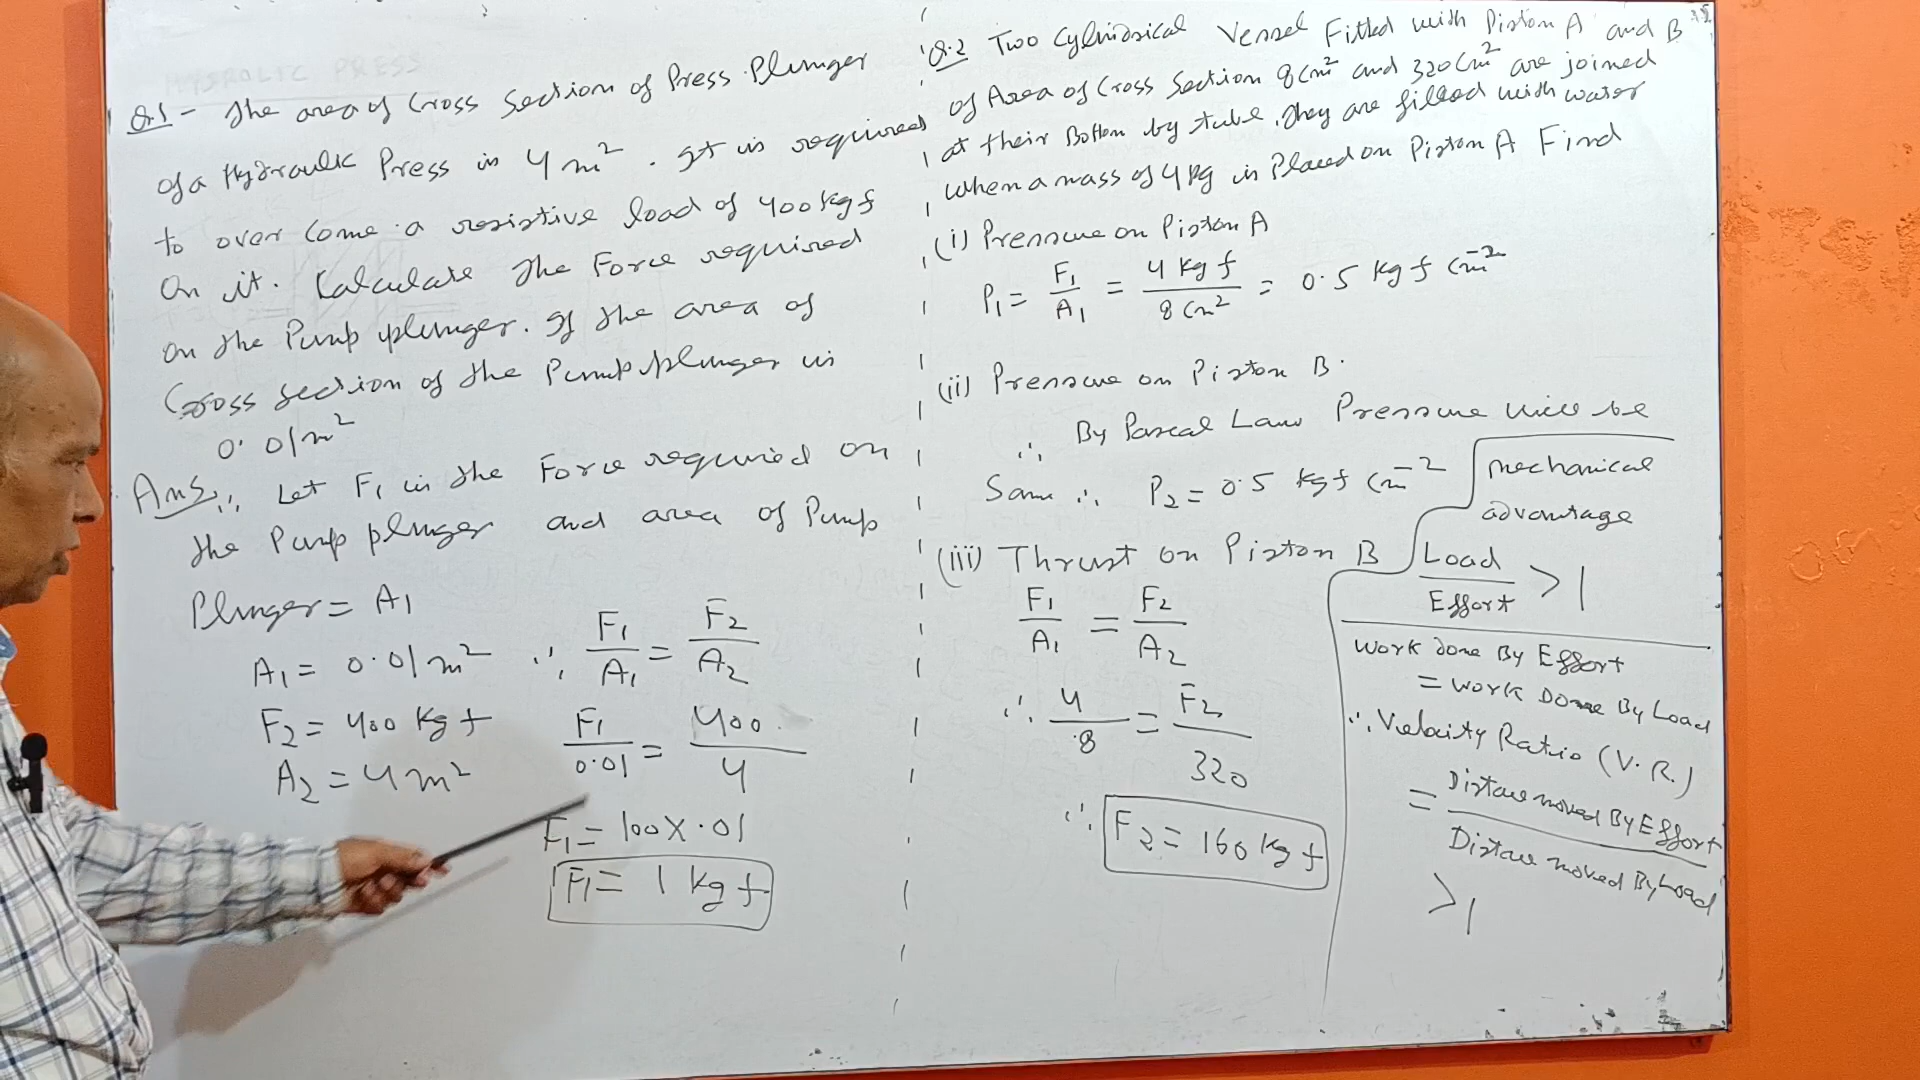 HYDROLIC PRESS
Q.1 - The area of Cross Section of Press Plunger
of a Hydraulic Press is 4 m². It is required
to over come a resistive load of 400 kgf
On it. Calculate The Force required
On the Pump plunger. If the area of
Cross section of the Pump plunger is
0.01 m²
Ans ∴ Let F₁ is the Force required on
the Pump plunger and area of Pump
Plunger = A₁
A₁ = 0.01 m² ∴ F₁/A₁ = F₂/A₂
F₂ = 400 kgf F₁/0.01 = 400/4
A₂ = 4 m²
F₁ = 100 X .01
F₁ = 1 kgf
Q.2 Two Cylindrical Vessel Fitted with Piston A and B
of Area of Cross Section 8 cm² and 320 cm² are joined
at their Bottom by tube. They are filled with water
when a mass of 4 kg is Placed on Piston A Find
(i) Pressure on Piston A
P₁ = F₁/A₁ = 4 kgf/8 cm² = 0.5 kgf cm⁻²
(ii) Pressure on Piston B.
∴ By Pascal Law Pressure will be
Same ∴ P₂ = 0.5 kgf cm⁻²
(iii) Thrust on Piston B
F₁/A₁ = F₂/A₂
∴ 4/8 = F₂/320
∴ F₂ = 160 kgf
mechanical
advantage
Load/Effort > 1
Work done By Effort
= Work Done By Load
∴ Velocity Ratio (V.R.)
= Distance moved By Effort/Distance moved By Load
> 1